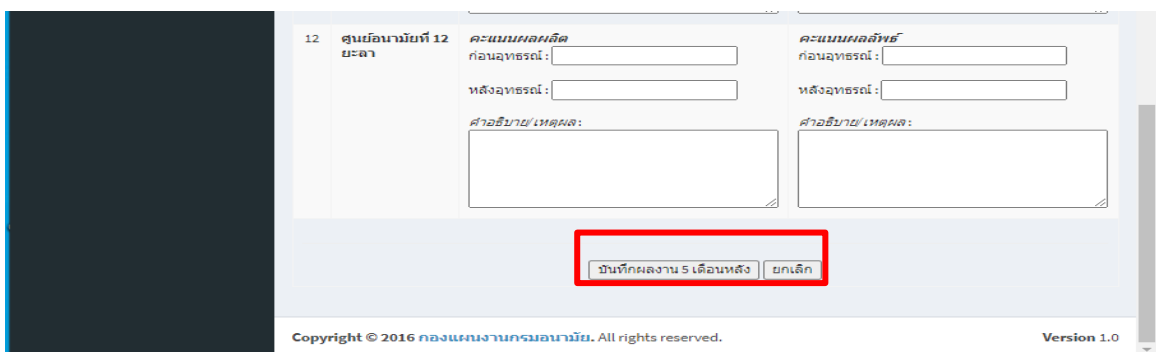 12 ศูนย์อนามัยที่ 12 คะแนนผลผลิต คะแนนผลลัพธ์
ยะลา ก่อนอุทธรณ์ : ก่อนอุทธรณ์ :
หลังอุทธรณ์ : หลังอุทธรณ์ :
คำอธิบาย/เหตุผล : คำอธิบาย/เหตุผล :
บันทึกผลงาน 5 เดือนหลัง ยกเลิก
Copyright © 2016 กองแผนงานกรมอนามัย. All rights reserved. Version 1.0